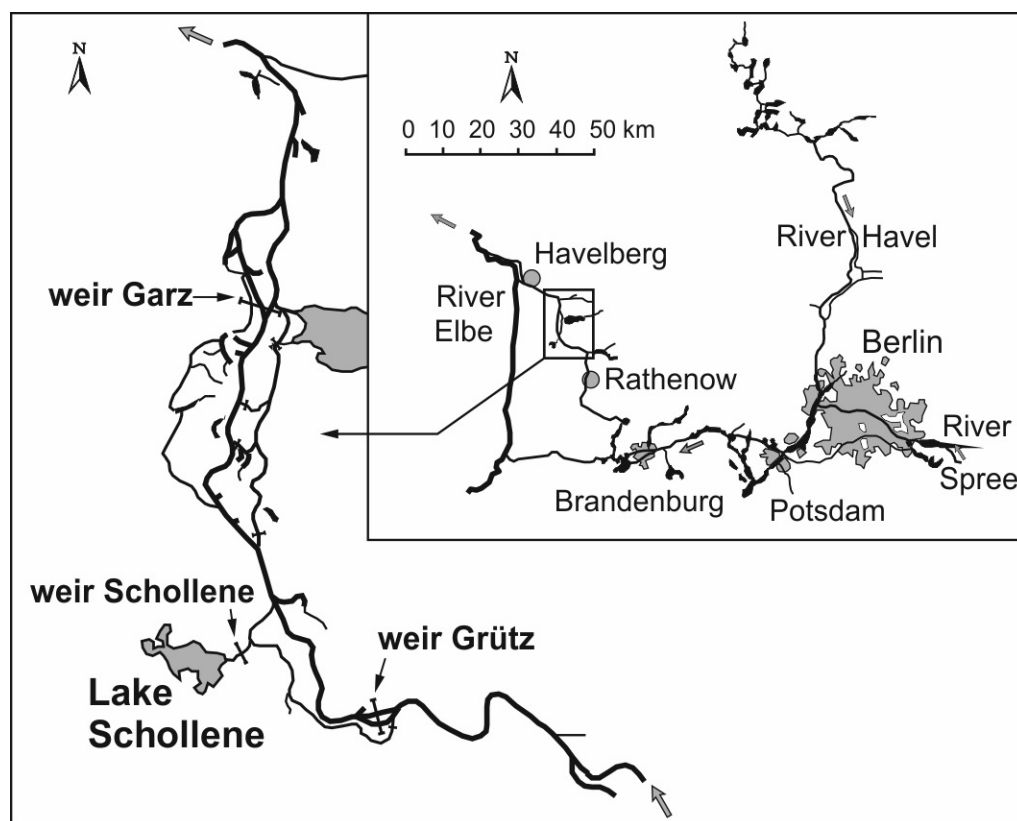 N
N
0 10 20 30 40 50 km
River Havel
Havelberg
River
Elbe
weir Garz
Berlin
Rathenow
River
Spree
Brandenburg
Potsdam
weir Schollene
weir Grütz
Lake
Schollene